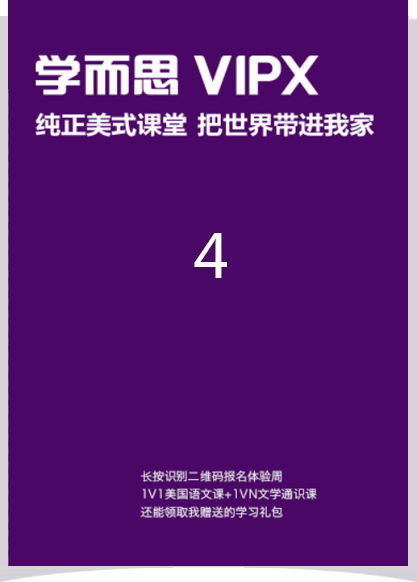 学而思 VIPX
纯正美式课堂 把世界带进我家
4
长按识别二维码报名体验周
1V1美国语文课+1VN文学通识课
还能领取我赠送的学习礼包